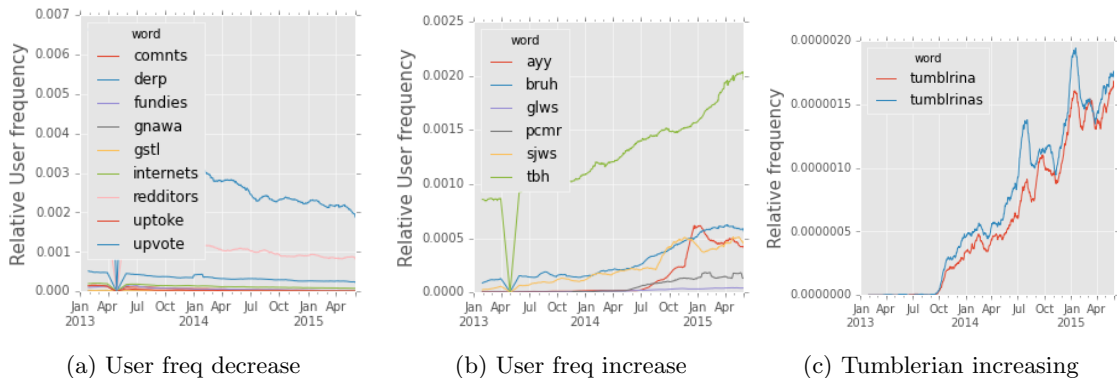 Relative User frequency
0.007
0.006
0.005
0.004
0.003
0.002
0.001
0.000
word
comnts
derp
fundies
gnawa
gstl
internets
redditors
uptoke
upvote
Jan Apr Jul Oct Jan Apr Jul Oct Jan Apr
2013 2014 2015
(a) User freq decrease
Relative User frequency
0.0025
0.0020
0.0015
0.0010
0.0005
0.0000
word
ayy
bruh
glws
pcmr
sjws
tbh
Jan Apr Jul Oct Jan Apr Jul Oct Jan Apr
2013 2014 2015
(b) User freq increase
Relative frequency
0.0000020
0.0000015
0.0000010
0.0000005
0.0000000
word
tumblrina
tumblrinas
Jan Apr Jul Oct Jan Apr Jul Oct Jan Apr
2013 2014 2015
(c) Tumblerian increasing